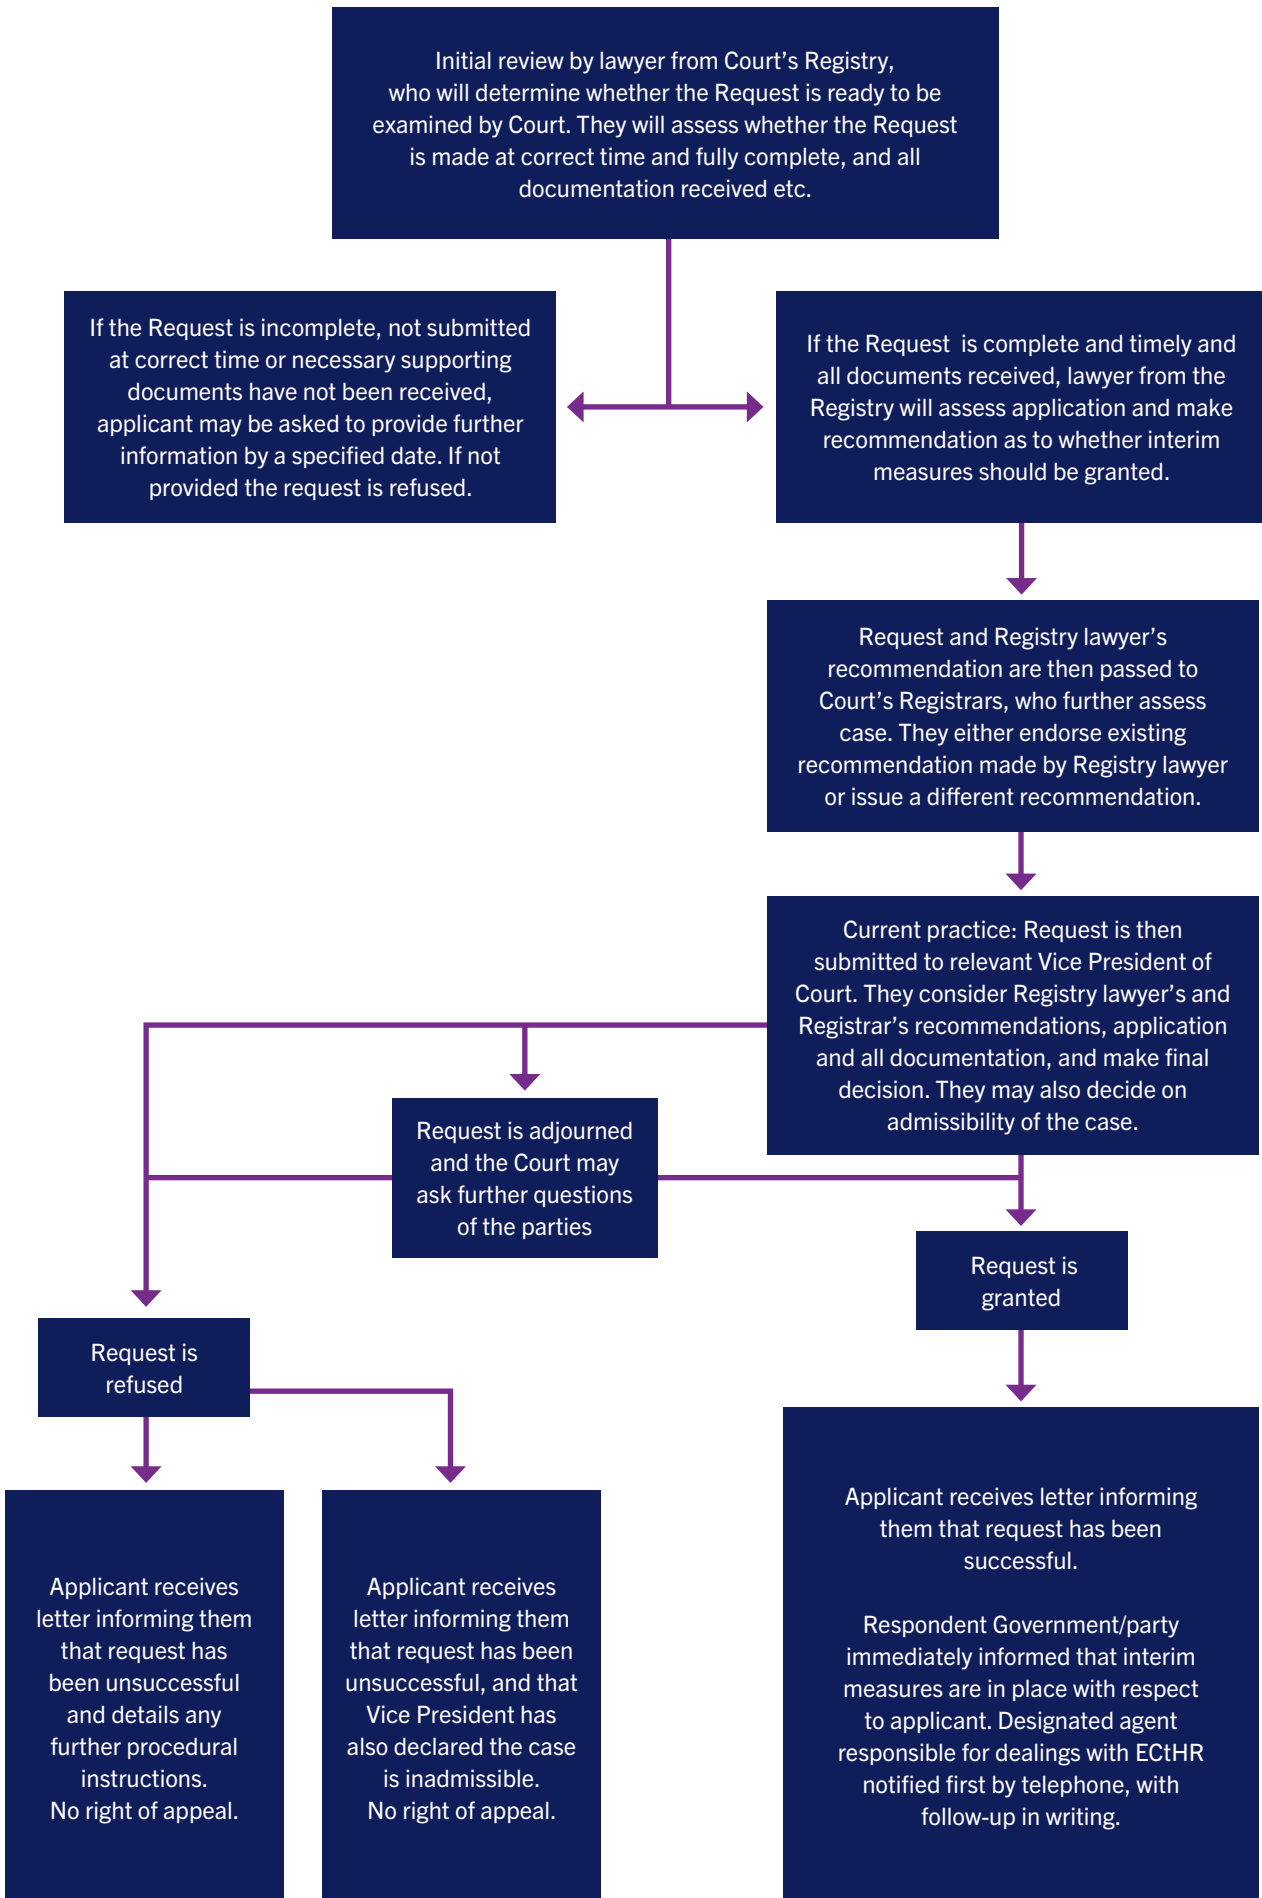 Initial review by lawyer from Court’s Registry,
who will determine whether the Request is ready to be
examined by Court. They will assess whether the Request
is made at correct time and fully complete, and all
documentation received etc.
If the Request is incomplete, not submitted
at correct time or necessary supporting
documents have not been received,
applicant may be asked to provide further
information by a specified date. If not
provided the request is refused.
If the Request is complete and timely and
all documents received, lawyer from the
Registry will assess application and make
recommendation as to whether interim
measures should be granted.
Request and Registry lawyer’s
recommendation are then passed to
Court’s Registrars, who further assess
case. They either endorse existing
recommendation made by Registry lawyer
or issue a different recommendation.
Current practice: Request is then
submitted to relevant Vice President of
Court. They consider Registry lawyer’s and
Registrar’s recommendations, application
and all documentation, and make final
decision. They may also decide on
admissibility of the case.
Request is adjourned
and the Court may
ask further questions
of the parties
Request is
granted
Request is
refused
Applicant receives
letter informing them
that request has
been unsuccessful
and details any
further procedural
instructions.
No right of appeal.
Applicant receives
letter informing them
that request has been
unsuccessful, and that
Vice President has
also declared the case
is inadmissible.
No right of appeal.
Applicant receives letter informing
them that request has been
successful.
Respondent Government/party
immediately informed that interim
measures are in place with respect
to applicant. Designated agent
responsible for dealings with ECtHR
notified first by telephone, with
follow-up in writing.